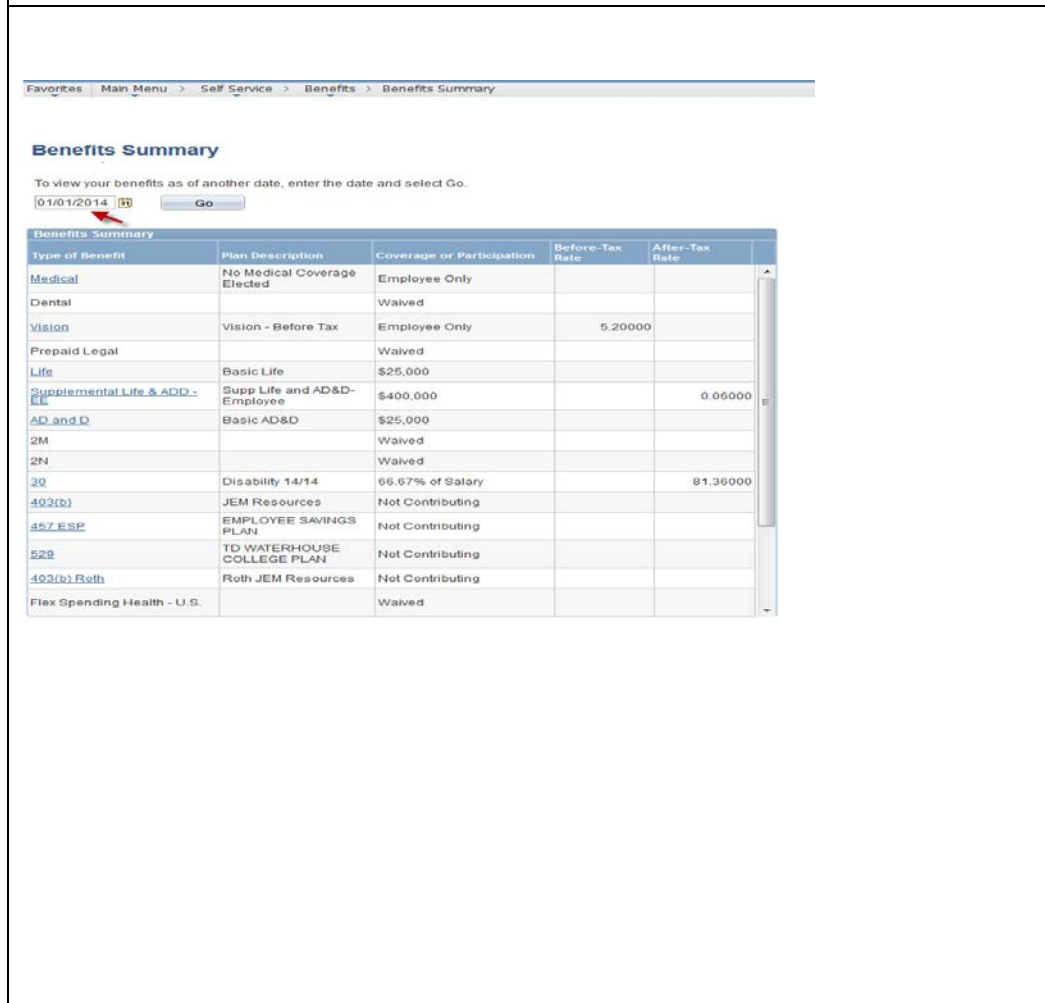 Favorites Main Menu > Self Service > Benefits > Benefits Summary
Benefits Summary
To view your benefits as of another date, enter the date and select Go.
01/01/2014 Go
Benefits Summary
Type of Benefit Plan Description Coverage or Participation Before-Tax Rate After-Tax Rate
Medical No Medical Coverage Elected Employee Only
Dental Waived
Vision Vision - Before Tax Employee Only 5.20000
Prepaid Legal Waived
Life Basic Life $25,000
Supplemental Life & ADD - EE Supp Life and AD&D- Employee $400,000 0.06000
AD and D Basic AD&D $25,000
2M Waived
2N Waived
30 Disability 14/14 66.67% of Salary 81.36000
403(b) JEM Resources Not Contributing
457 ESP EMPLOYEE SAVINGS PLAN Not Contributing
529 TD WATERHOUSE COLLEGE PLAN Not Contributing
403(b) Roth Roth JEM Resources Not Contributing
Flex Spending Health - U.S. Waived